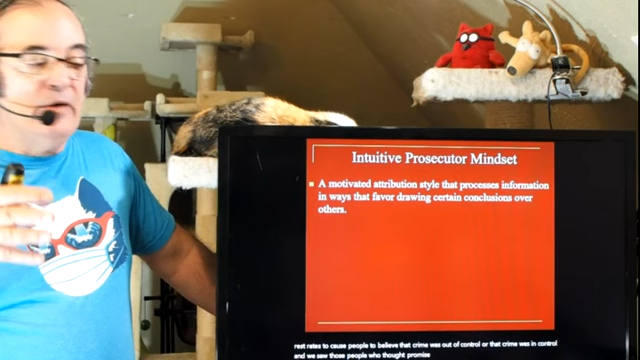 Intuitive Prosecutor Mindset
A motivated attribution style that processes information
in ways that favor drawing certain conclusions over
others.
rest rates to cause people to believe that crime was out of control or that crime was in control
and we saw those people who thought promise